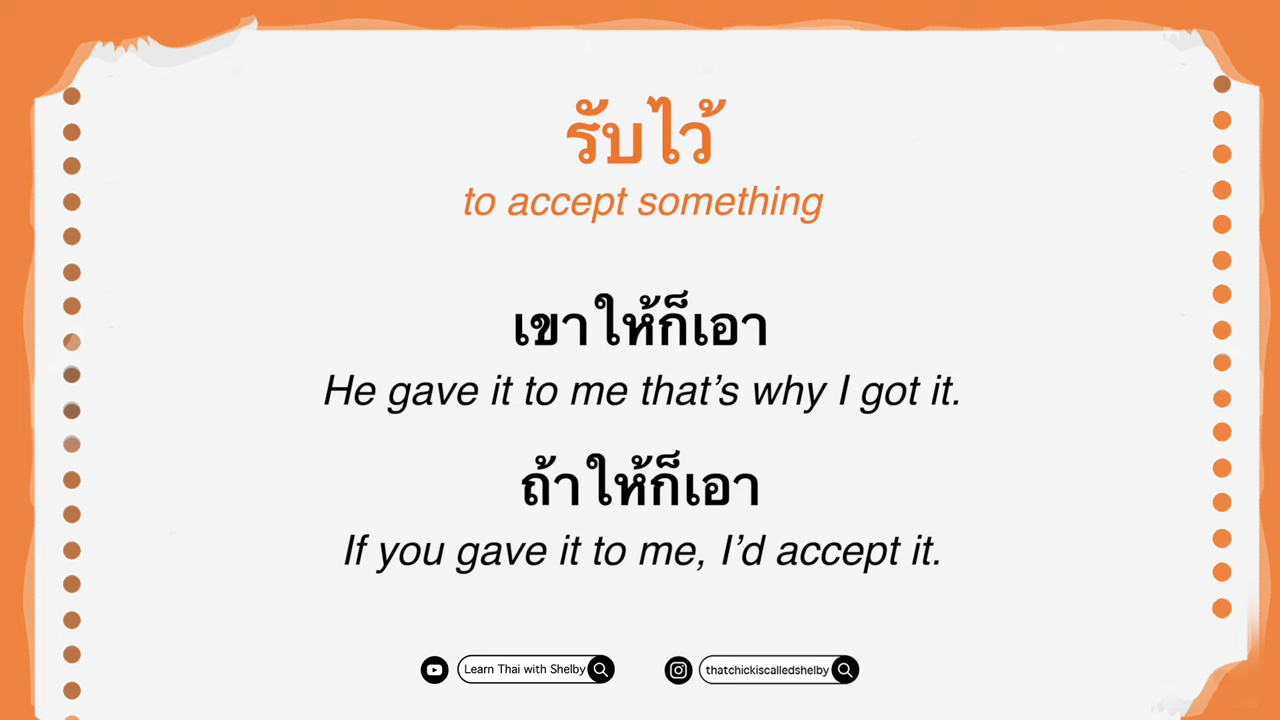 รับไว้
to accept something
เขาให้ก็เอา
He gave it to me that's why I got it.
ถ้าให้ก็เอา
If you gave it to me, I'd accept it.
Learn Thai with Shelby
thatchickiscalledshelby